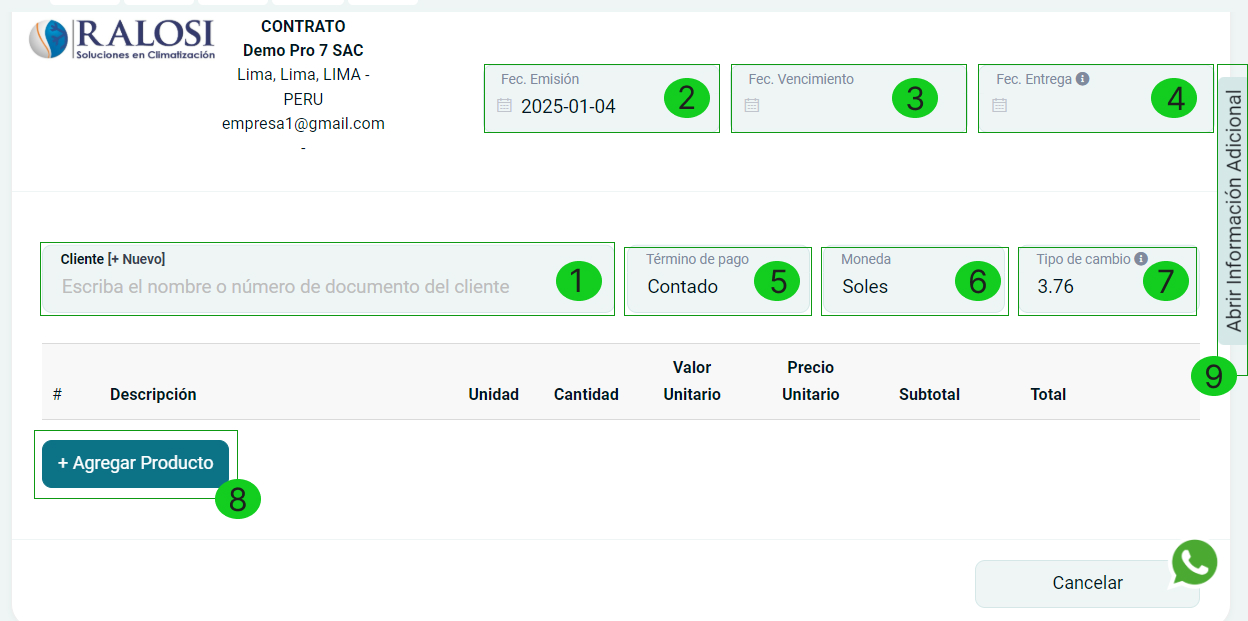 RALOSI
Soluciones en Climatización
CONTRATO
Demo Pro 7 SAC
Lima, Lima, LIMA -
PERU
empresa1@gmail.com
-
Fec. Emisión
2025-01-04
2
Fec. Vencimiento
3
Fec. Entrega
4
Abrir Información Adicional
9
Cliente [+ Nuevo]
Escriba el nombre o número de documento del cliente
1
Término de pago
Contado
5
Moneda
Soles
6
Tipo de cambio
3.76
7
# Descripción Unidad Cantidad Valor Unitario Precio Unitario Subtotal Total
+ Agregar Producto
8
Cancelar